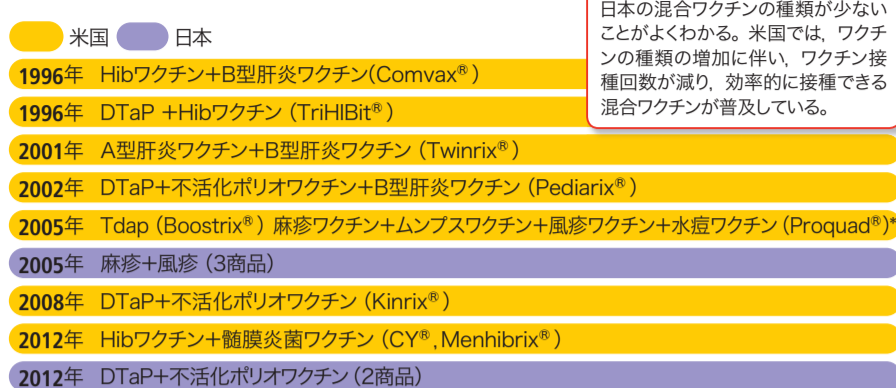 日本の混合ワクチンの種類が少ない
ことがよくわかる。米国では，ワクチ
ンの種類の増加に伴い，ワクチン接
種回数が減り，効率的に接種できる
混合ワクチンが普及している。
米国 日本
1996年 Hibワクチン+B型肝炎ワクチン(Comvax®)
1996年 DTaP +Hibワクチン (TriHIBit®)
2001年 A型肝炎ワクチン+B型肝炎ワクチン (Twinrix®)
2002年 DTaP+不活化ポリオワクチン+B型肝炎ワクチン (Pediarix®)
2005年 Tdap (Boostrix®) 麻疹ワクチン+ムンプスワクチン+風疹ワクチン+水痘ワクチン (Proquad®)*
2005年 麻疹+風疹 (3商品)
2008年 DTaP+不活化ポリオワクチン (Kinrix®)
2012年 Hibワクチン+髄膜炎菌ワクチン (CY®, Menhibrix®)
2012年 DTaP+不活化ポリオワクチン (2商品)